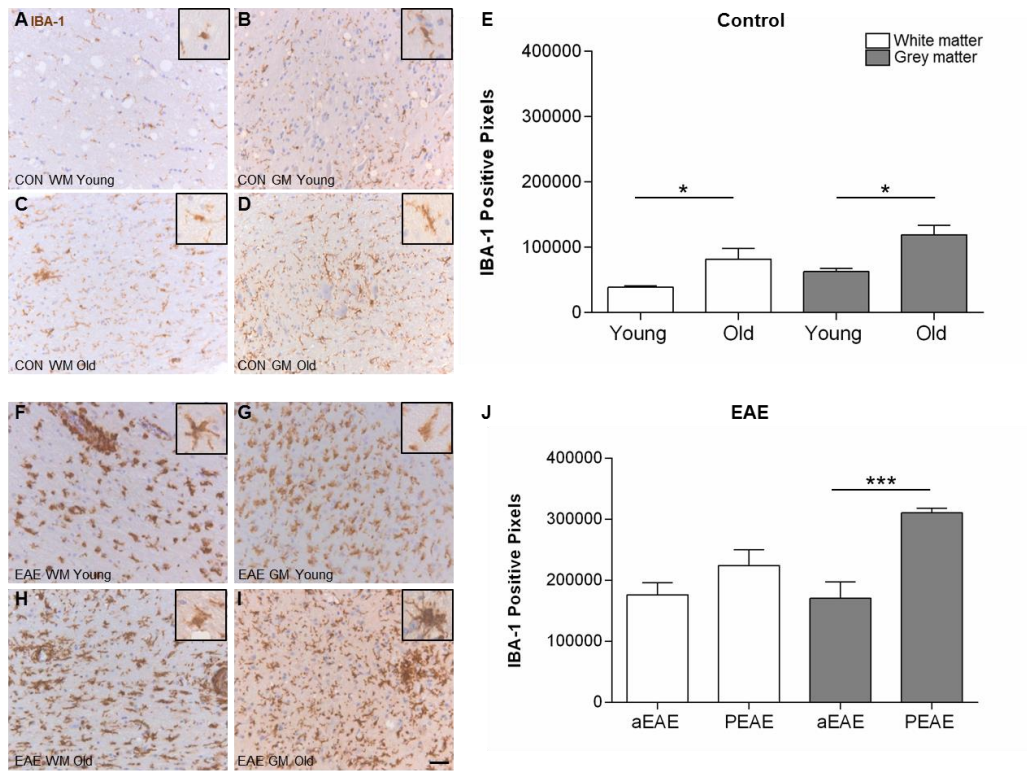 A IBA-1
CON WM Young
B
CON GM Young
C
CON WM Old
D
CON GM Old
E
Control
White matter
Grey matter
IBA-1 Positive Pixels
400000
300000
200000
100000
0
*
*
Young
Old
Young
Old
F
EAE WM Young
G
EAE GM Young
H
EAE WM Old
I
EAE GM Old
J
EAE
IBA-1 Positive Pixels
400000
300000
200000
100000
0
***
aEAE
PEAE
aEAE
PEAE